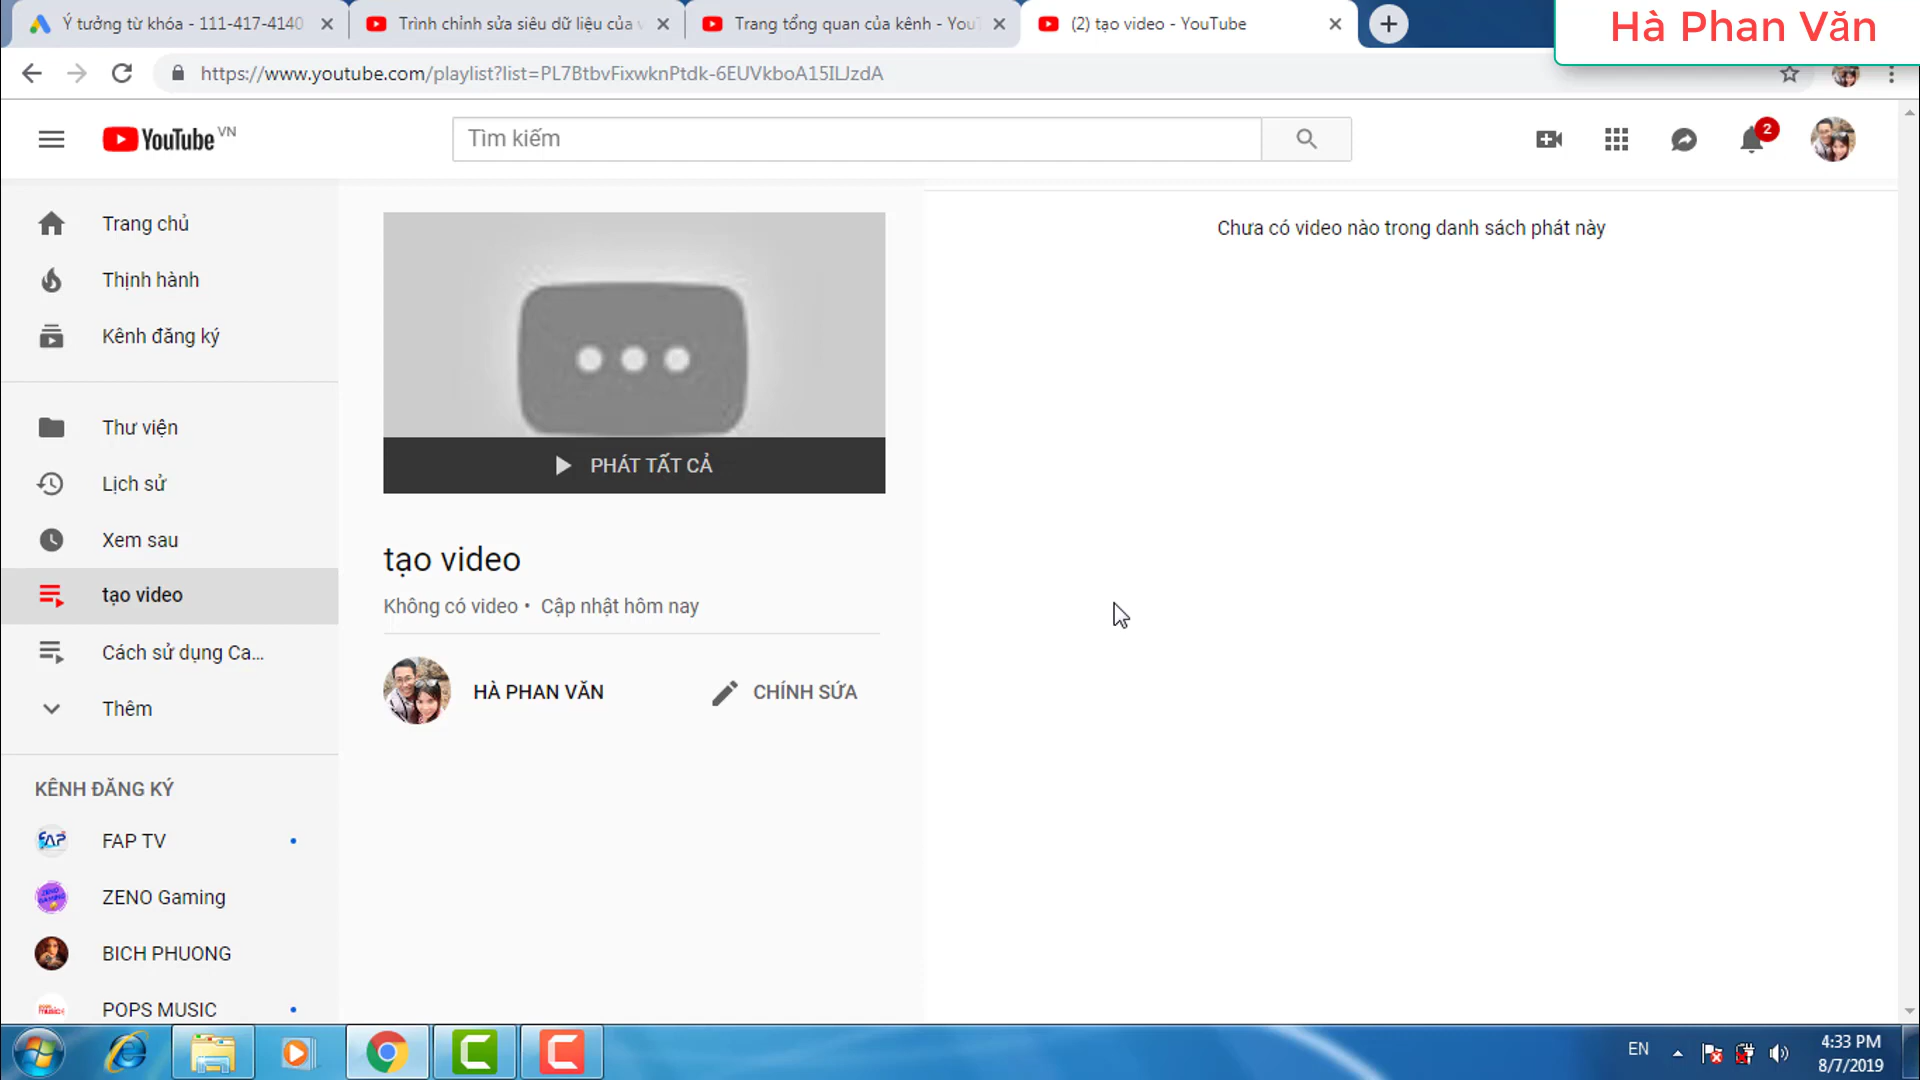 Ý tưởng từ khóa - 111-417-4140
Trình chỉnh sửa siêu dữ liệu của v
Trang tổng quan của kênh - YouT
(2) tạo video - YouTube
Hà Phan Văn
https://www.youtube.com/playlist?list=PL7BtbvFixwknPtdk-6EUVkboA15ILJzdA
YouTube VN
Tìm kiếm
2
Trang chủ
Thịnh hành
Kênh đăng ký
Thư viện
Lịch sử
Xem sau
tạo video
Cách sử dụng Ca...
Thêm
KÊNH ĐĂNG KÝ
FAP TV
ZENO Gaming
BICH PHUONG
POPS MUSIC
PHÁT TẤT CẢ
tạo video
Không có video • Cập nhật hôm nay
HÀ PHAN VĂN
CHỈNH SỬA
Chưa có video nào trong danh sách phát này
EN
4:33 PM
8/7/2019